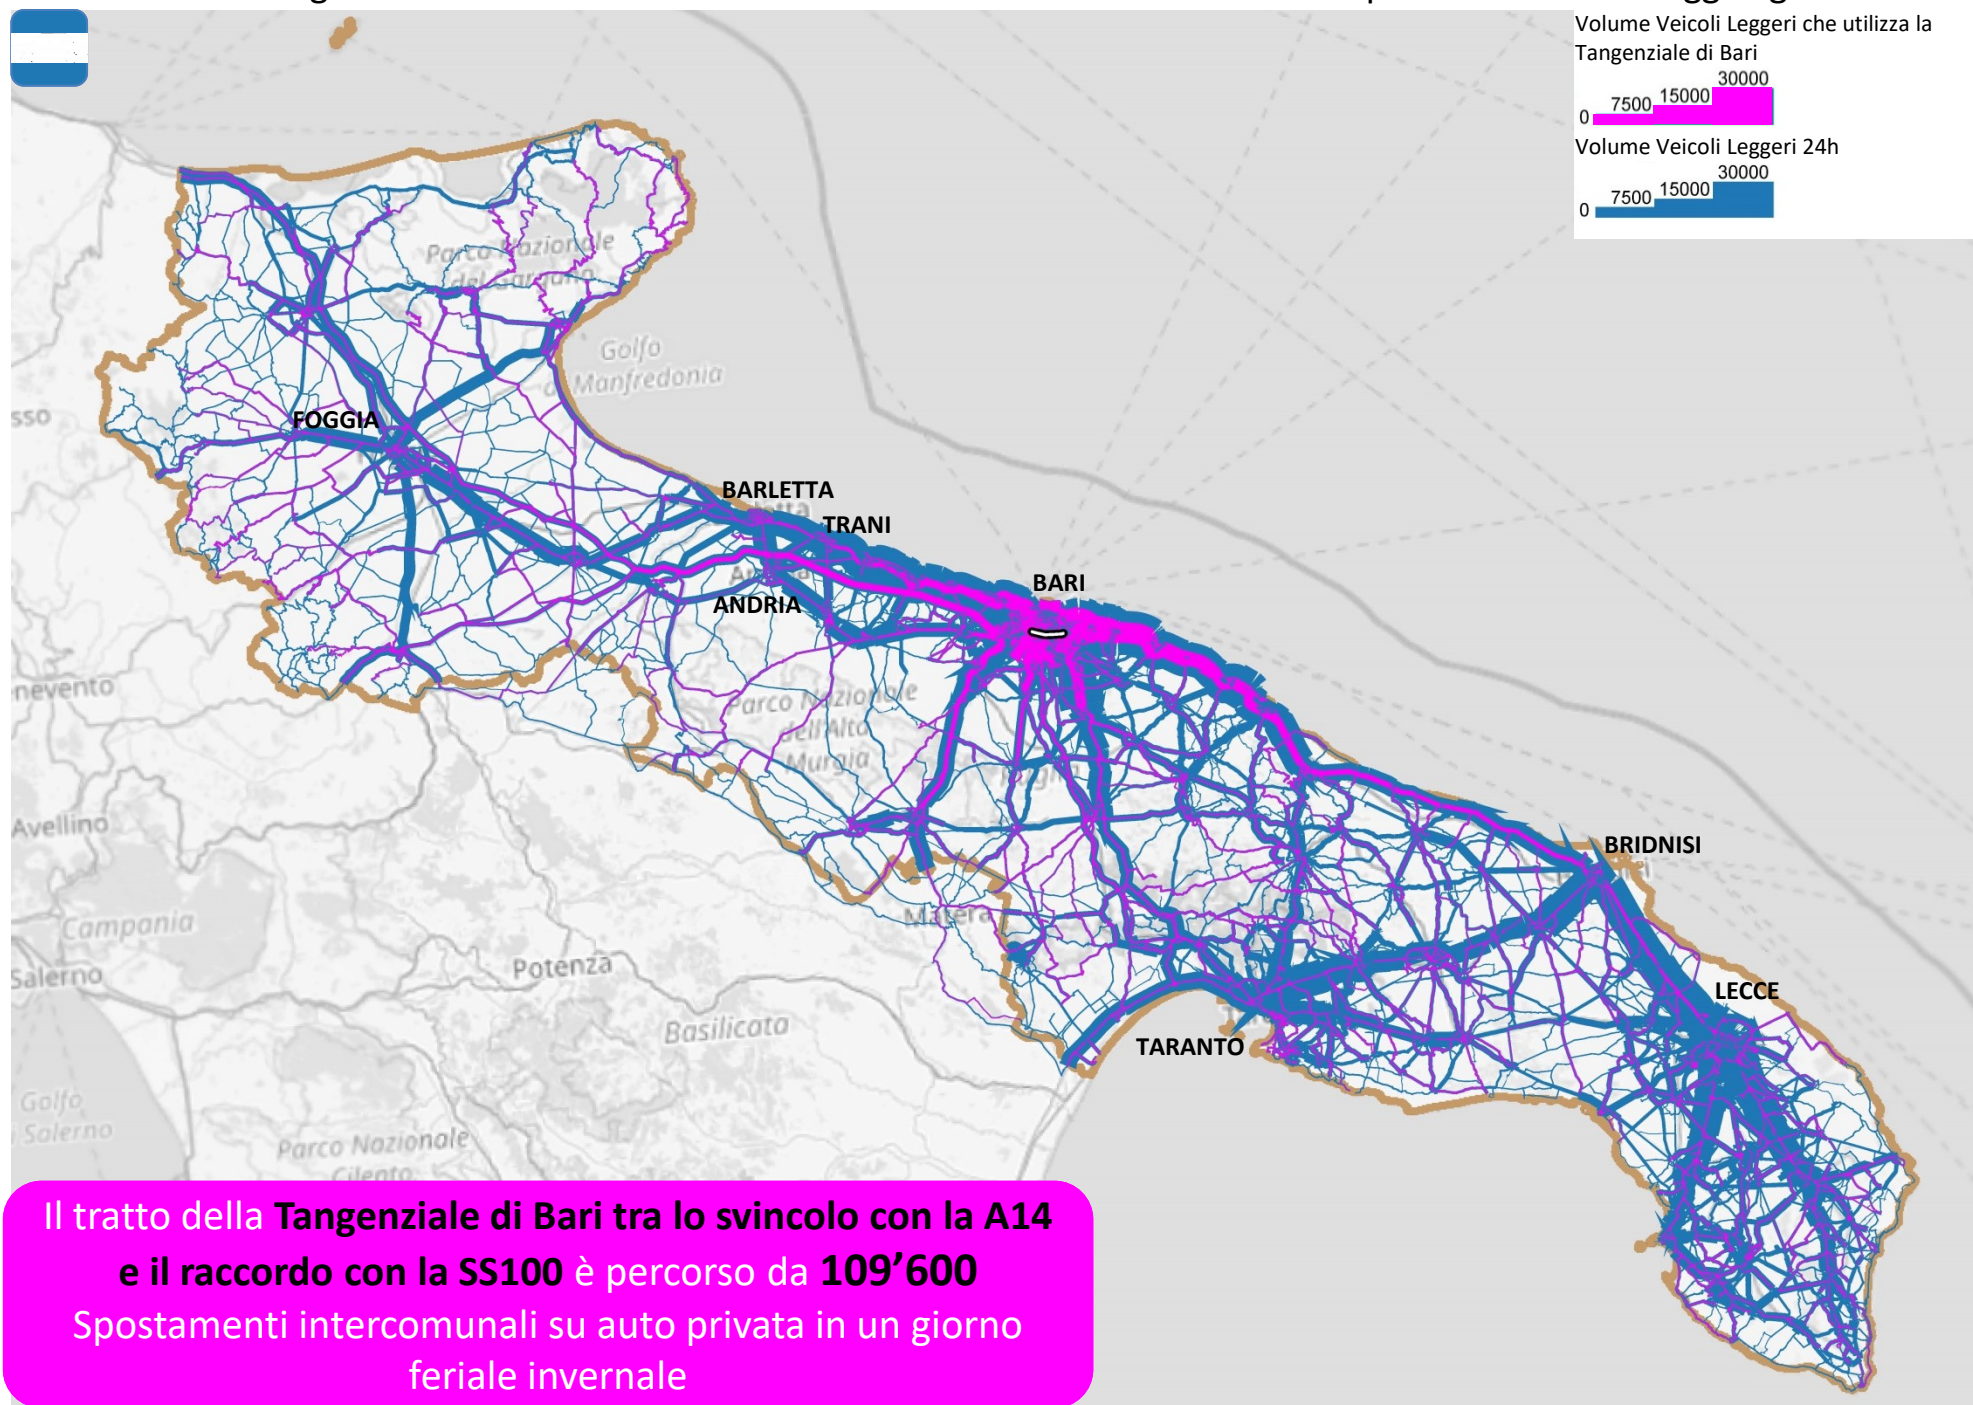 Volume Veicoli Leggeri che utilizza la
Tangenziale di Bari
0 7500 15000 30000
Volume Veicoli Leggeri 24h
0 7500 15000 30000
Parco Nazionale
del Gargano
Golfo
di Manfredonia
FOGGIA
BARLETTA
TRANI
BARI
ANDRIA
Parco Nazionale
dell'Alta
Murgia
Puglia
Avellino
BRIDNISI
Campania
Matera
Salerno
Potenza
LECCE
Basilicata
TARANTO
Golfo
Salerno
Parco Nazionale
Cilento
Il tratto della Tangenziale di Bari tra lo svincolo con la A14
e il raccordo con la SS100 è percorso da 109’600
Spostamenti intercomunali su auto privata in un giorno
feriale invernale